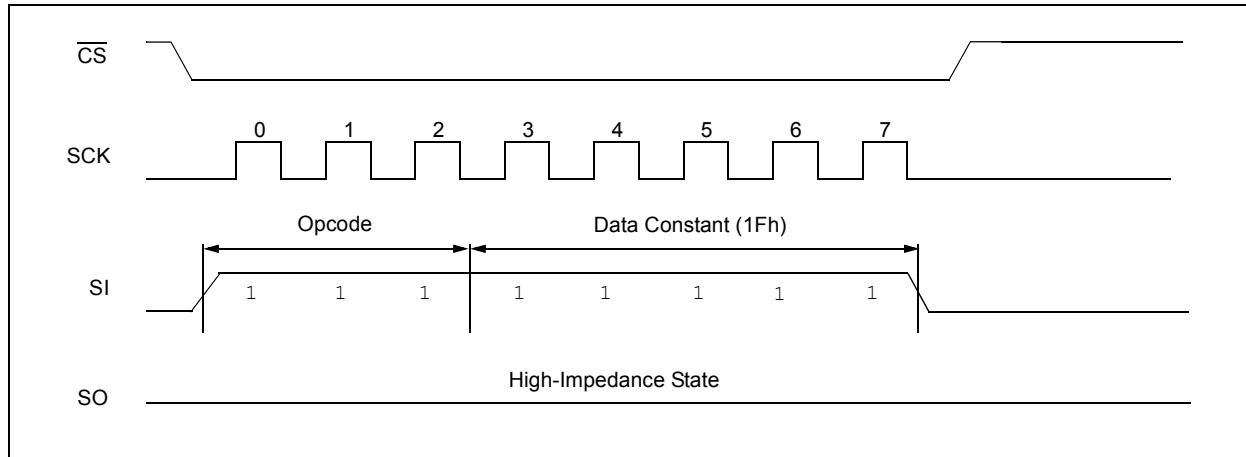 CS
0 1 2 3 4 5 6 7
SCK
Opcode Data Constant (1Fh)
SI 1 1 1 1 1 1 1 1
High-Impedance State
SO